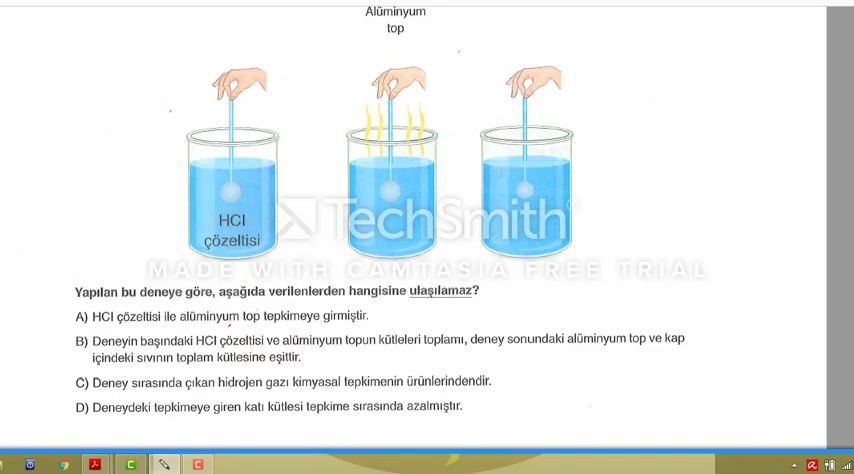 Alüminyum
top
HCI
çözeltisi
TechSmith
MADE WITH CAMTASIA FREE TRIAL
Yapılan bu deneye göre, aşağıda verilenlerden hangisine ulaşılamaz?
A) HCI çözeltisi ile alüminyum top tepkimeye girmiştir.
B) Deneyin başındaki HCI çözeltisi ve alüminyum topun kütleleri toplamı, deney sonundaki alüminyum top ve kap
içindeki sıvının toplam kütlesine eşittir.
C) Deney sırasında çıkan hidrojen gazı kimyasal tepkimenin ürünlerindendir.
D) Deneydeki tepkimeye giren katı kütlesi tepkime sırasında azalmıştır.